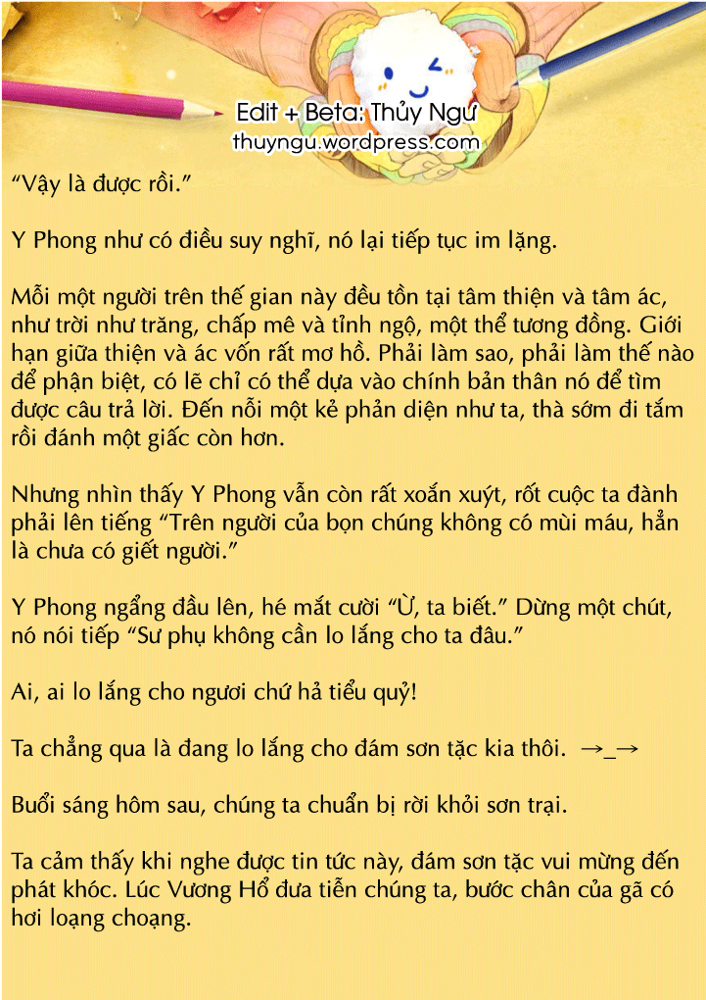 Edit + Beta: Thủy Ngư
thuyngu.wordpress.com
“Vậy là được rồi.”
Y Phong như có điều suy nghĩ, nó lại tiếp tục im lặng.
Mỗi một người trên thế gian này đều tồn tại tâm thiện và tâm ác,
như trời như trăng, chấp mê và tỉnh ngộ, một thể tương đồng. Giới
hạn giữa thiện và ác vốn rất mơ hồ. Phải làm sao, phải làm thế nào
để phận biệt, có lẽ chỉ có thể dựa vào chính bản thân nó để tìm
được câu trả lời. Đến nỗi một kẻ phản diện như ta, thà sớm đi tắm
rồi đánh một giấc còn hơn.
Nhưng nhìn thấy Y Phong vẫn còn rất xoắn xuýt, rốt cuộc ta đành
phải lên tiếng “Trên người của bọn chúng không có mùi máu, hẳn
là chưa có giết người.”
Y Phong ngẩng đầu lên, hé mắt cười “Ừ, ta biết.” Dừng một chút,
nó nói tiếp “Sư phụ không cần lo lắng cho ta đâu.”
Ai, ai lo lắng cho ngươi chứ hả tiểu quỷ!
Ta chẳng qua là đang lo lắng cho đám sơn tặc kia thôi. →_→
Buổi sáng hôm sau, chúng ta chuẩn bị rời khỏi sơn trại.
Ta cảm thấy khi nghe được tin tức này, đám sơn tặc vui mừng đến
phát khóc. Lúc Vương Hổ đưa tiễn chúng ta, bước chân của gã có
hơi loạng choạng.